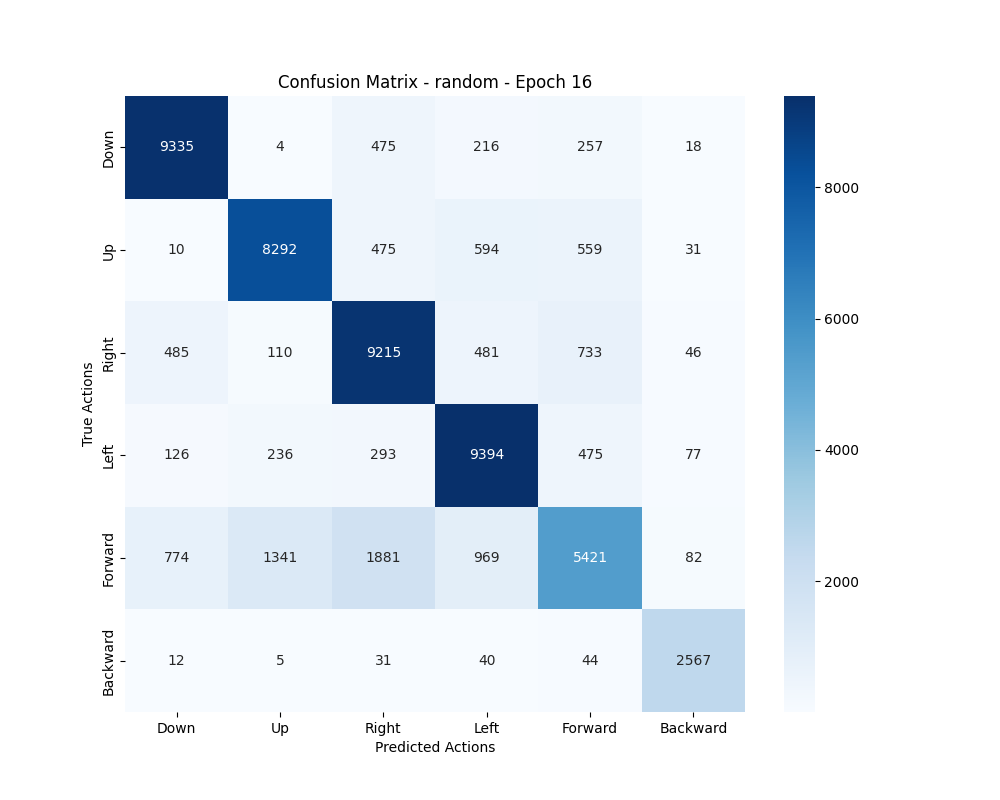 Confusion Matrix - random - Epoch 16
True Actions
Down 9335 4 475 216 257 18
Up 10 8292 475 594 559 31
Right 485 110 9215 481 733 46
Left 126 236 293 9394 475 77
Forward 774 1341 1881 969 5421 82
Backward 12 5 31 40 44 2567
Down Up Right Left Forward Backward
Predicted Actions
8000
6000
4000
2000